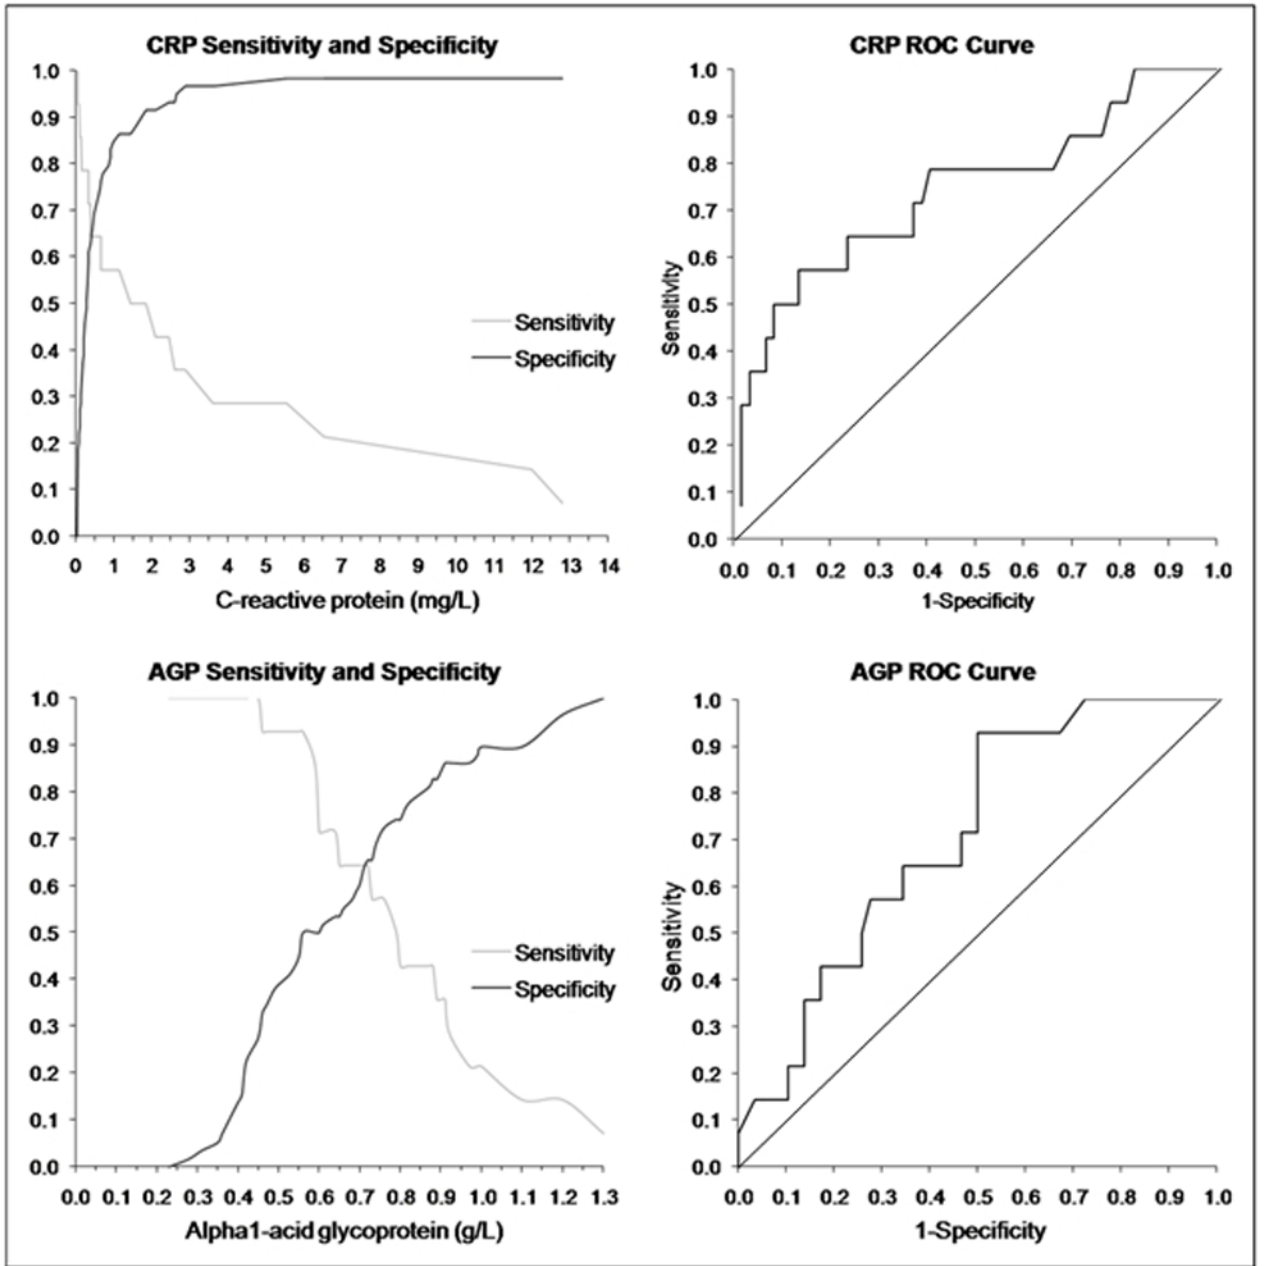 CRP Sensitivity and Specificity
1.0
0.9
0.8
0.7
0.6
0.5
0.4
0.3
0.2
0.1
0.0
Sensitivity
Specificity
0 1 2 3 4 5 6 7 8 9 10 11 12 13 14
C-reactive protein (mg/L)
CRP ROC Curve
Sensitivity
1.0
0.9
0.8
0.7
0.6
0.5
0.4
0.3
0.2
0.1
0.0
0.0 0.1 0.2 0.3 0.4 0.5 0.6 0.7 0.8 0.9 1.0
1-Specificity
AGP Sensitivity and Specificity
1.0
0.9
0.8
0.7
0.6
0.5
0.4
0.3
0.2
0.1
0.0
Sensitivity
Specificity
0.0 0.1 0.2 0.3 0.4 0.5 0.6 0.7 0.8 0.9 1.0 1.1 1.2 1.3
Alpha1-acid glycoprotein (g/L)
AGP ROC Curve
Sensitivity
1.0
0.9
0.8
0.7
0.6
0.5
0.4
0.3
0.2
0.1
0.0
0.0 0.1 0.2 0.3 0.4 0.5 0.6 0.7 0.8 0.9 1.0
1-Specificity